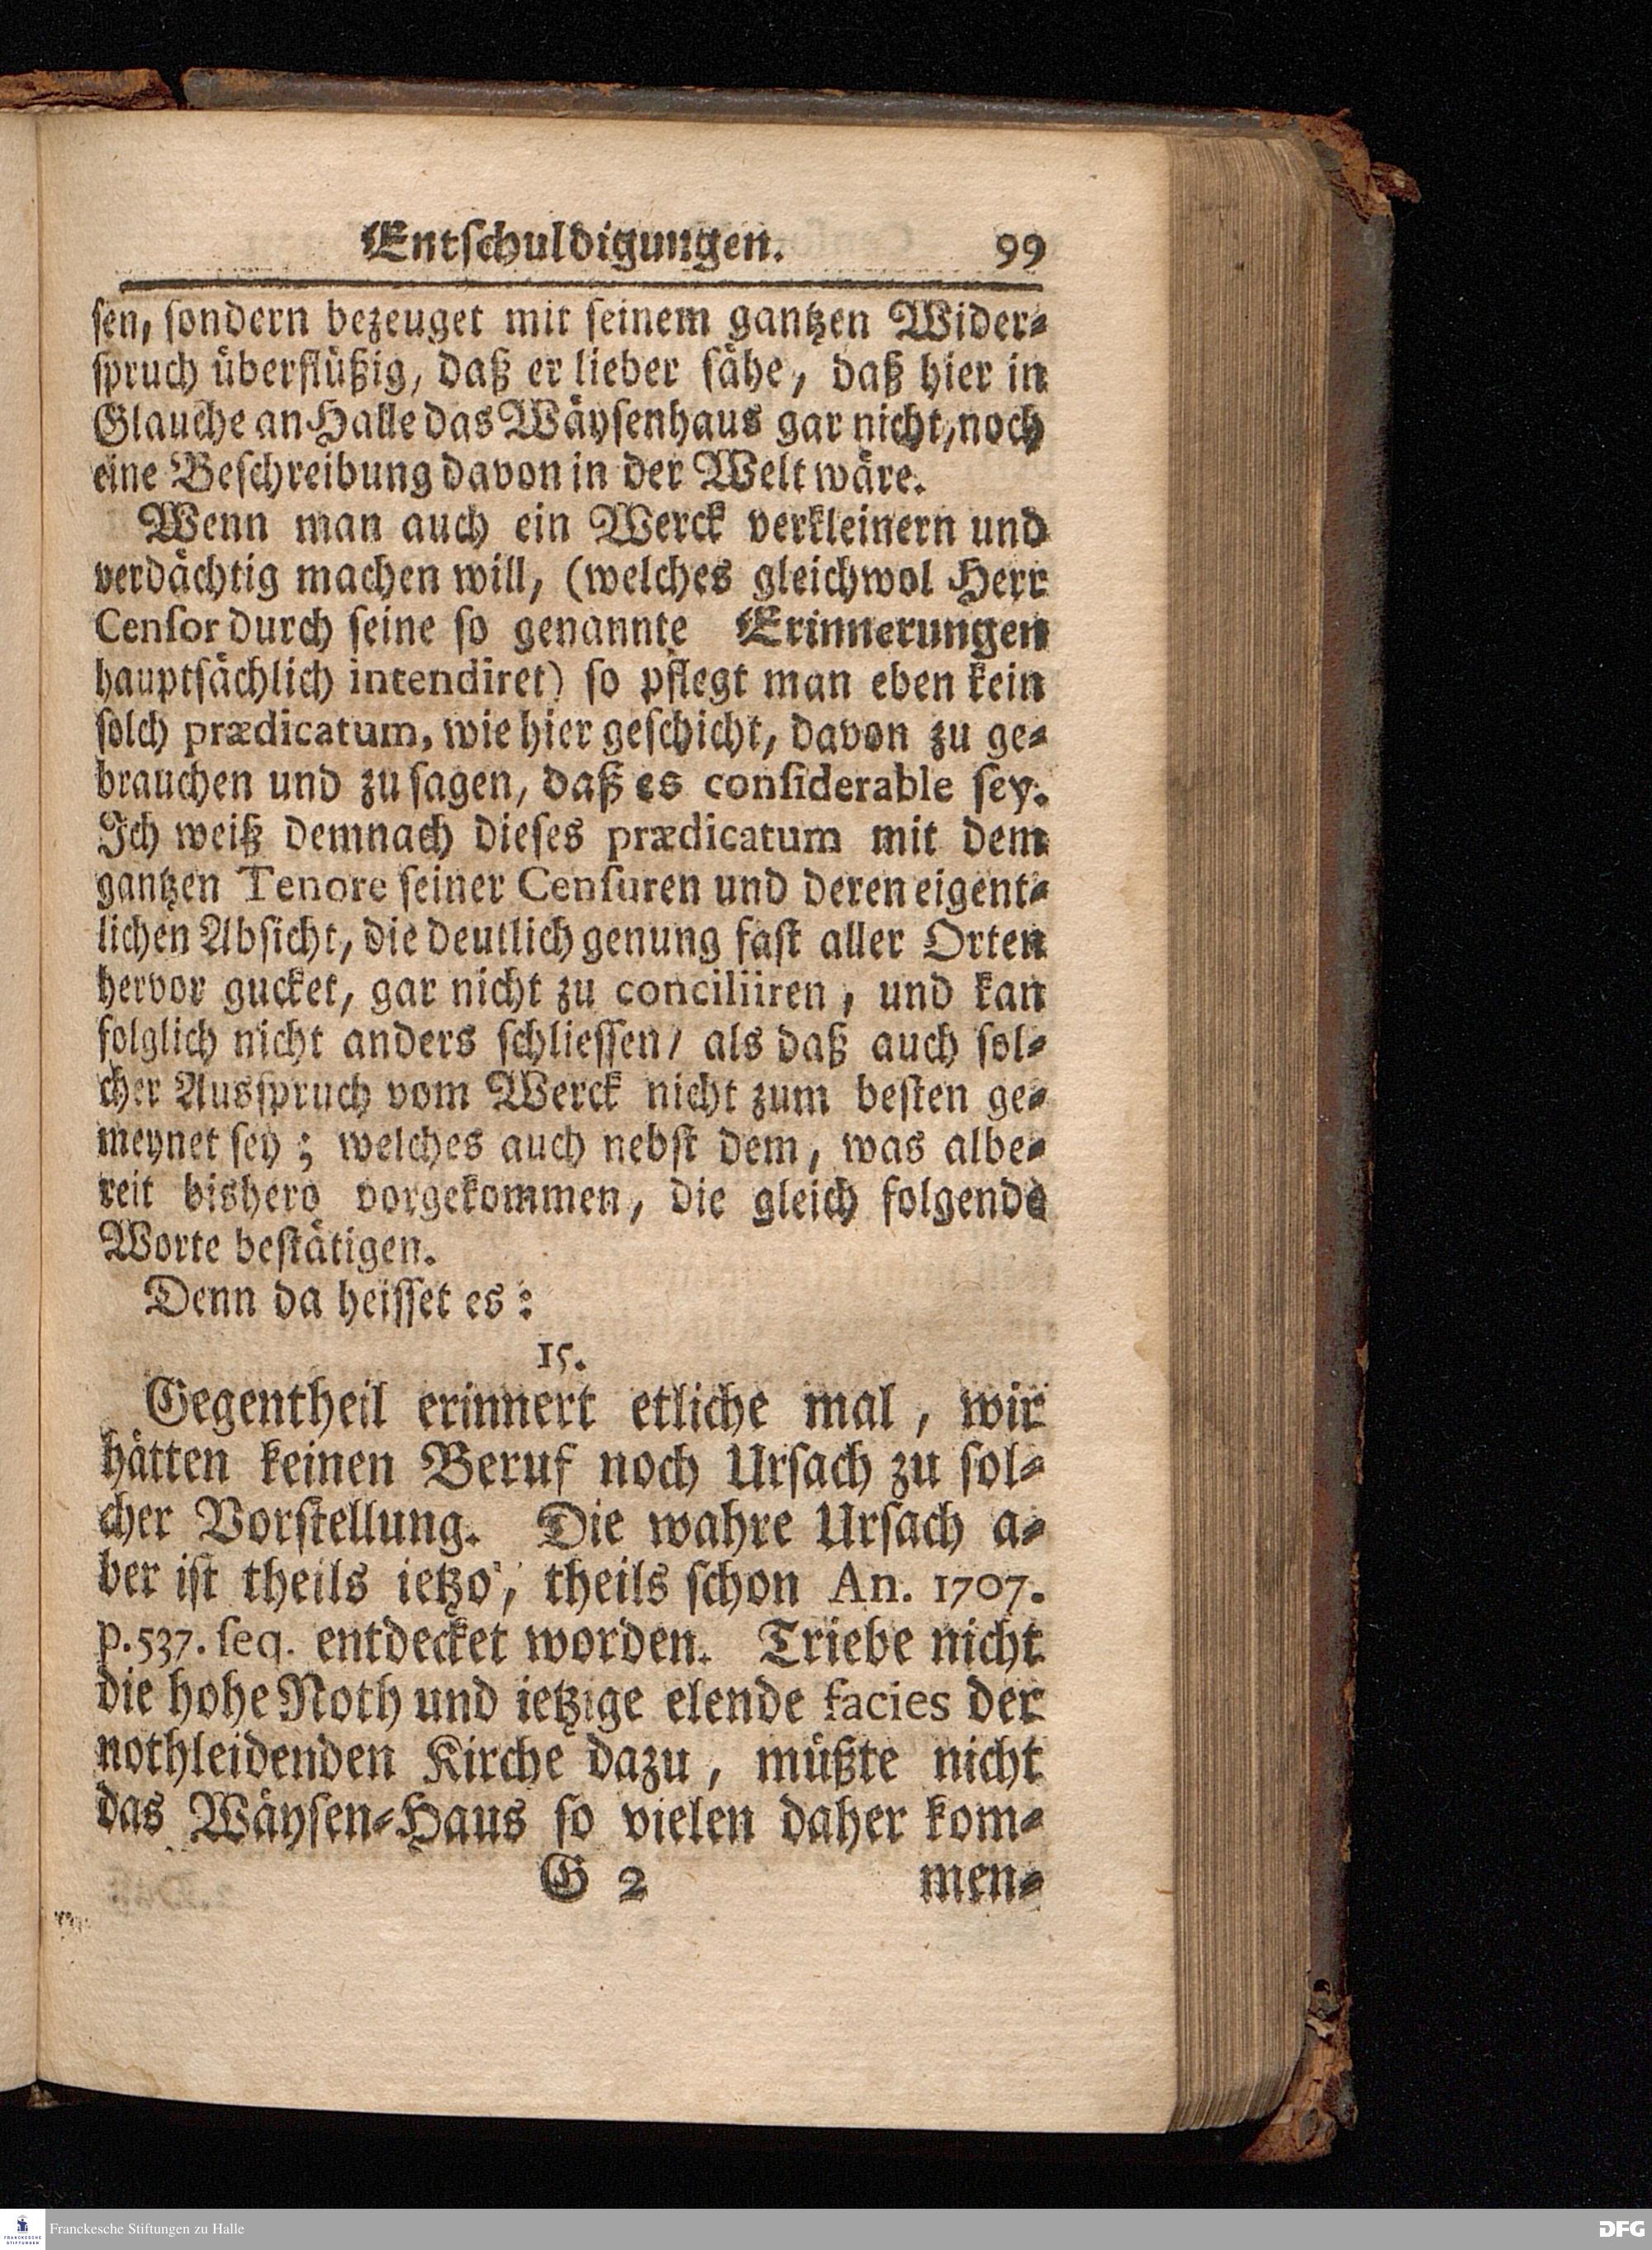 Entſchuldigungen. 99
ſen, ſondern bezeuget mit ſeinem gantzen Wider⸗
ſpruch überflüßig, daß er lieber ſähe, daß hier in
Glauche an Halle das Wäyſenhaus gar nicht, noch
eine Beſchreibung davon in der Welt wäre.
Wenn man auch ein Werck verkleinern und
verdächtig machen will, (welches gleichwol Herr
Cenſor durch ſeine ſo genannte Erinnerungen
hauptſächlich intendiret) ſo pflegt man eben kein
ſolch prædicatum, wie hier geſchicht, davon zu ge⸗
brauchen und zu ſagen, daß es conſiderable ſey.
Ich weiß demnach dieſes prædicatum mit dem
gantzen Tenore ſeiner Cenſuren und deren eigent⸗
lichen Abſicht, die deutlich genung faſt aller Orten
hervor gucket, gar nicht zu conciliiren, und kan
folglich nicht anders ſchlieſſen/ als daß auch ſol⸗
cher Ausſpruch vom Werck nicht zum beſten ge⸗
meynet ſey; welches auch nebſt dem, was albe⸗
reit bishero vorgekommen, die gleich folgende
Worte beſtätigen.
Denn da heiſſet es:
15.
Gegentheil erinnert etliche mal, wir
hätten keinen Beruf noch Urſach zu ſol⸗
cher Vorſtellung. Die wahre Urſach a⸗
ber iſt theils ietzo, theils ſchon An. 1707.
p. 537. ſeq. entdecket worden. Triebe nicht
die hohe Noth und ietzige elende facies der
nothleidenden Kirche dazu, müßte nicht
das Wäyſen⸗Haus ſo vielen daher kom⸗
G 2 men⸗
FRANCKESCHE STIFTUNGEN
Franckesche Stiftungen zu Halle
DFG